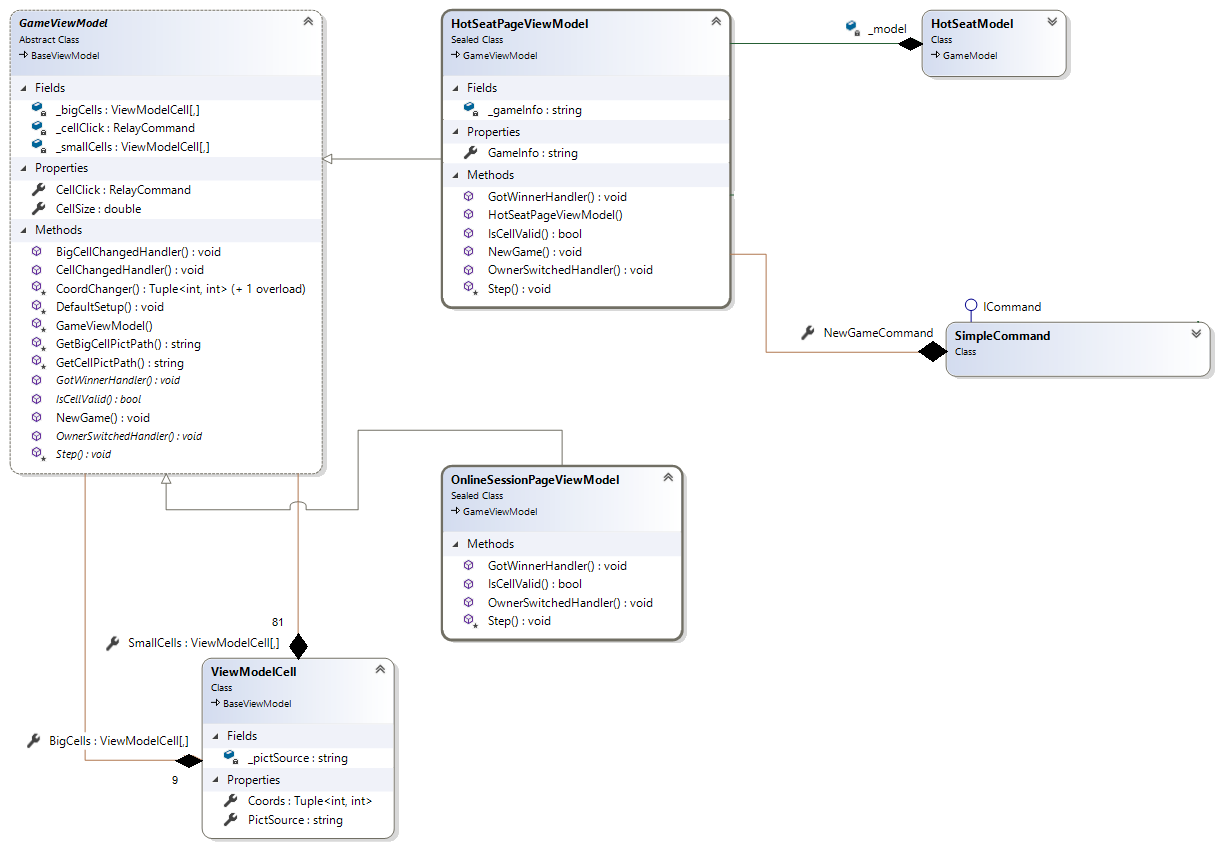 GameViewModel
Abstract Class
BaseViewModel
Fields
_bigCells : ViewModelCell[,]
_cellClick : RelayCommand
_smallCells : ViewModelCell[,]
Properties
CellClick : RelayCommand
CellSize : double
Methods
BigCellChangedHandler() : void
CellChangedHandler() : void
CoordChanger() : Tuple<int, int> (+ 1 overload)
DefaultSetup() : void
GameViewModel()
GetBigCellPictPath() : string
GetCellPictPath() : string
GotWinnerHandler() : void
IsCellValid() : bool
NewGame() : void
OwnerSwitchedHandler() : void
Step() : void
HotSeatPageViewModel
Sealed Class
GameViewModel
Fields
_gameInfo : string
Properties
GameInfo : string
Methods
GotWinnerHandler() : void
HotSeatPageViewModel()
IsCellValid() : bool
NewGame() : void
OwnerSwitchedHandler() : void
Step() : void
_model
HotSeatModel
Class
GameModel
ICommand
NewGameCommand
SimpleCommand
Class
OnlineSessionPageViewModel
Sealed Class
GameViewModel
Methods
GotWinnerHandler() : void
IsCellValid() : bool
OwnerSwitchedHandler() : void
Step() : void
81
SmallCells : ViewModelCell[,]
BigCells : ViewModelCell[,]
9
ViewModelCell
Class
BaseViewModel
Fields
_pictSource : string
Properties
Coords : Tuple<int, int>
PictSource : string